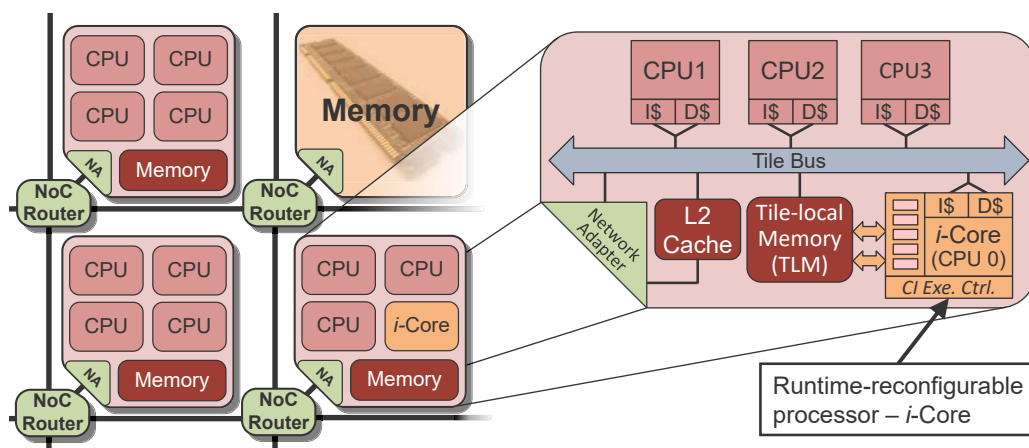 CPU CPU
CPU CPU
NA
Memory
NoC
Router
Memory
NA
NoC
Router
CPU CPU
CPU CPU
NA
Memory
NoC
Router
CPU CPU
CPU i-Core
NA
Memory
NoC
Router
CPU1 CPU2 CPU3
I$ D$ I$ D$ I$ D$
Tile Bus
Network
Adapter
L2
Cache
Tile-local
Memory
(TLM)
I$ D$
i-Core
(CPU 0)
CI Exe. Ctrl.
Runtime-reconfigurable
processor – i-Core